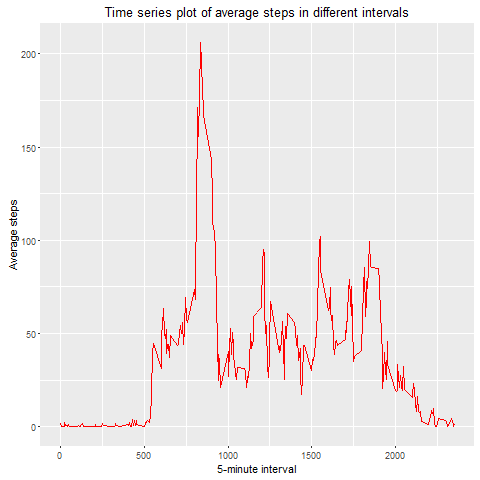 Time series plot of average steps in different intervals
200
150
100
50
0
Average steps
0 500 1000 1500 2000
5-minute interval